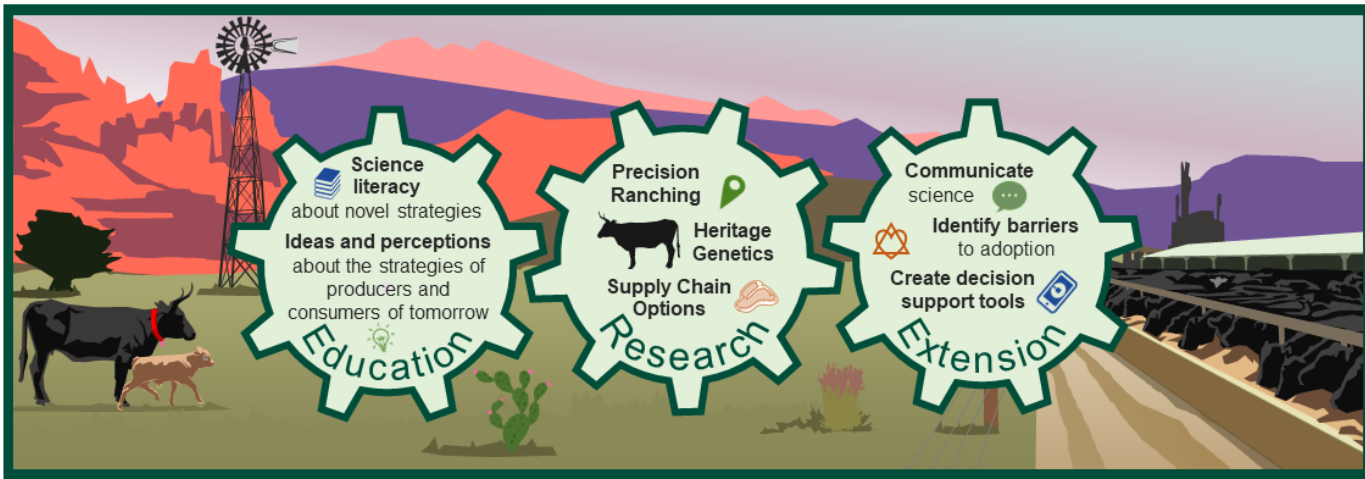 Science
literacy
about novel strategies
Ideas and perceptions
about the strategies of
producers and
consumers of tomorrow
Education
Precision
Ranching
Heritage
Genetics
Supply Chain
Options
Research
Communicate
science
Identify barriers
to adoption
Create decision
support tools
Extension